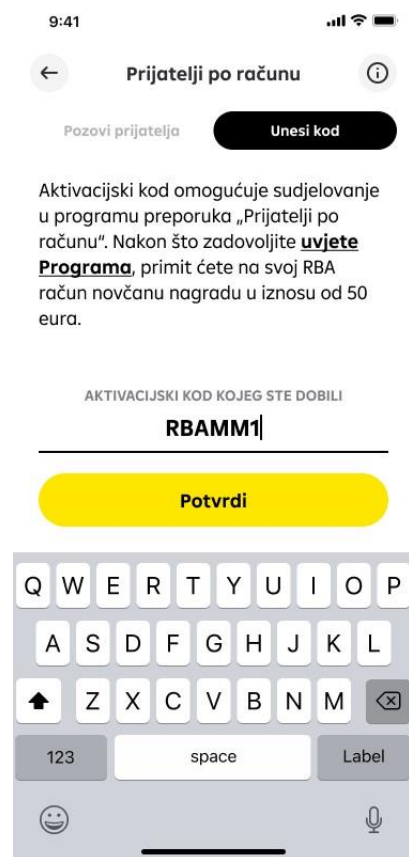 9:41
Prijatelji po računu
Pozovi prijatelja
Unesi kod
Aktivacijski kod omogućuje sudjelovanje
u programu preporuka „Prijatelji po
računu“. Nakon što zadovoljite uvjete
Programa, primit ćete na svoj RBA
račun novčanu nagradu u iznosu od 50
eura.
AKTIVACIJSKI KOD KOJEG STE DOBILI
RBAMM1
Potvrdi
Q W E R T Y U I O P
A S D F G H J K L
Z X C V B N M
123 space Label